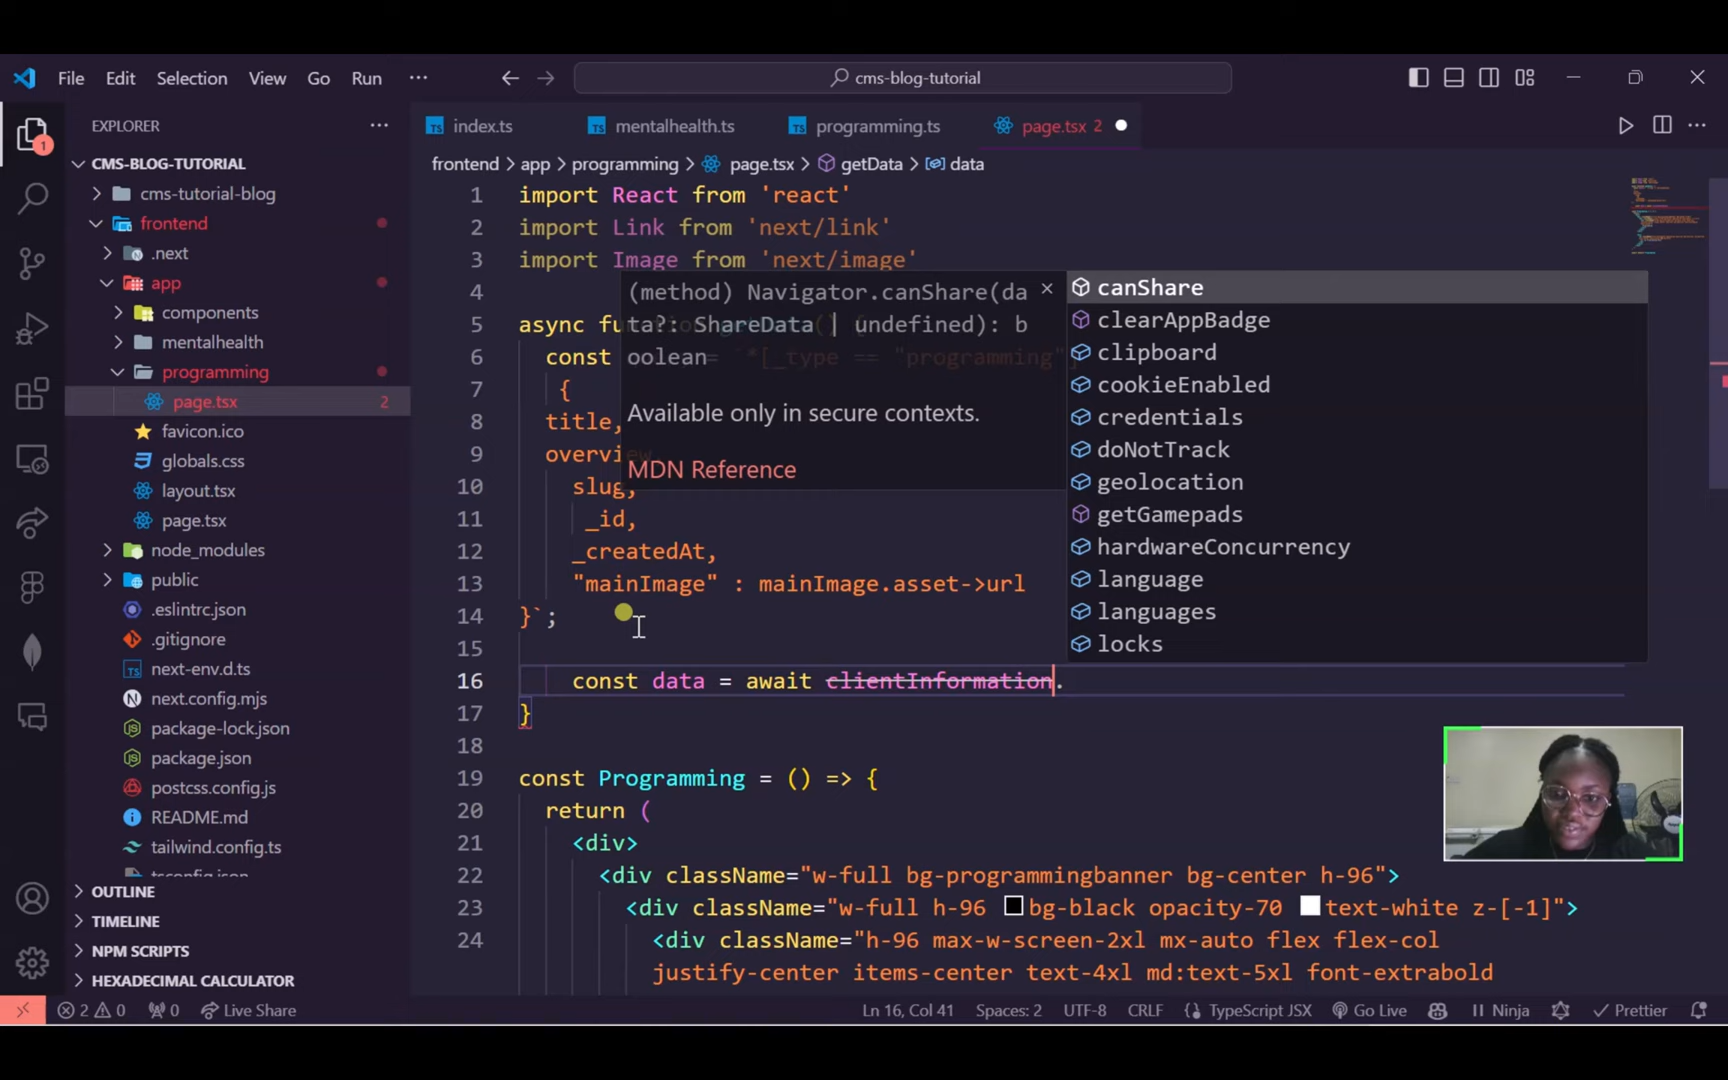 File Edit Selection View Go Run ··· cms-blog-tutorial
EXPLORER
CMS-BLOG-TUTORIAL
cms-tutorial-blog
frontend
.next
app
components
mentalhealth
programming
page.tsx 2
favicon.ico
globals.css
layout.tsx
page.tsx
node_modules
public
.eslintrc.json
.gitignore
next-env.d.ts
next.config.mjs
package-lock.json
package.json
postcss.config.js
README.md
tailwind.config.ts
tsconfig.json
OUTLINE
TIMELINE
NPM SCRIPTS
HEXADECIMAL CALCULATOR
index.ts mentalhealth.ts programming.ts page.tsx 2
frontend > app > programming > page.tsx > getData > data
1 import React from 'react'
2 import Link from 'next/link'
3 import Image from 'next/image'
4
5 async fu
6 const = `*[_type == "programming"]
7 {
8 title,
9 overview
10 slug,
11 _id,
12 _createdAt,
13 "mainImage" : mainImage.asset->url
14 }`;
15
16 const data = await clientInformation.
17 }
18
19 const Programming = () => {
20 return (
21 <div>
22 <div className="w-full bg-programmingbanner bg-center h-96">
23 <div className="w-full h-96 bg-black opacity-70 text-white z-[-1]">
24 <div className="h-96 max-w-screen-2xl mx-auto flex flex-col
justify-center items-center text-4xl md:text-5xl font-extrabold
(method) Navigator.canShare(da
ta?: ShareData | undefined): b
oolean
Available only in secure contexts.
MDN Reference
canShare
clearAppBadge
clipboard
cookieEnabled
credentials
doNotTrack
geolocation
getGamepads
hardwareConcurrency
language
languages
locks
2 0 0 Live Share Ln 16, Col 41 Spaces: 2 UTF-8 CRLF TypeScript JSX Go Live Ninja Prettier